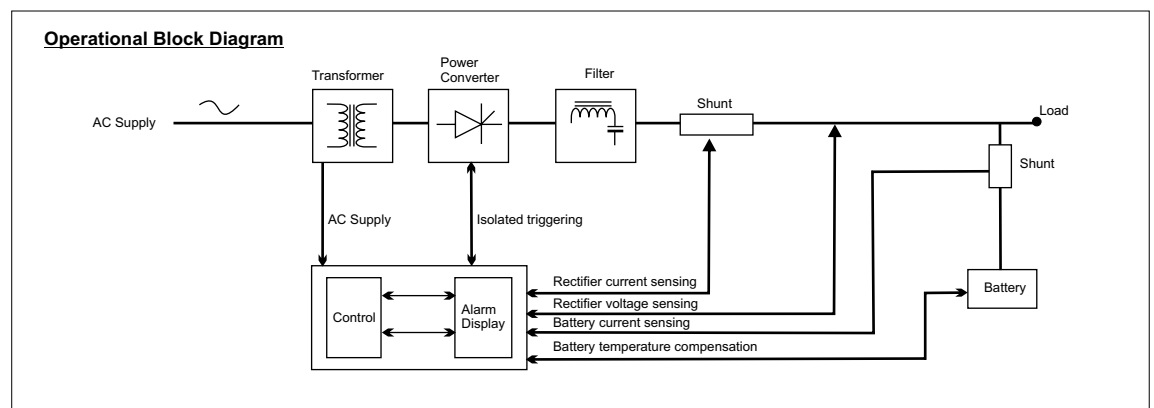 Operational Block Diagram
Transformer
Power
Converter
Filter
Shunt
Load
AC Supply
Shunt
AC Supply
Isolated triggering
Rectifier current sensing
Battery
Rectifier voltage sensing
Control
Alarm
Display
Battery current sensing
Battery temperature compensation